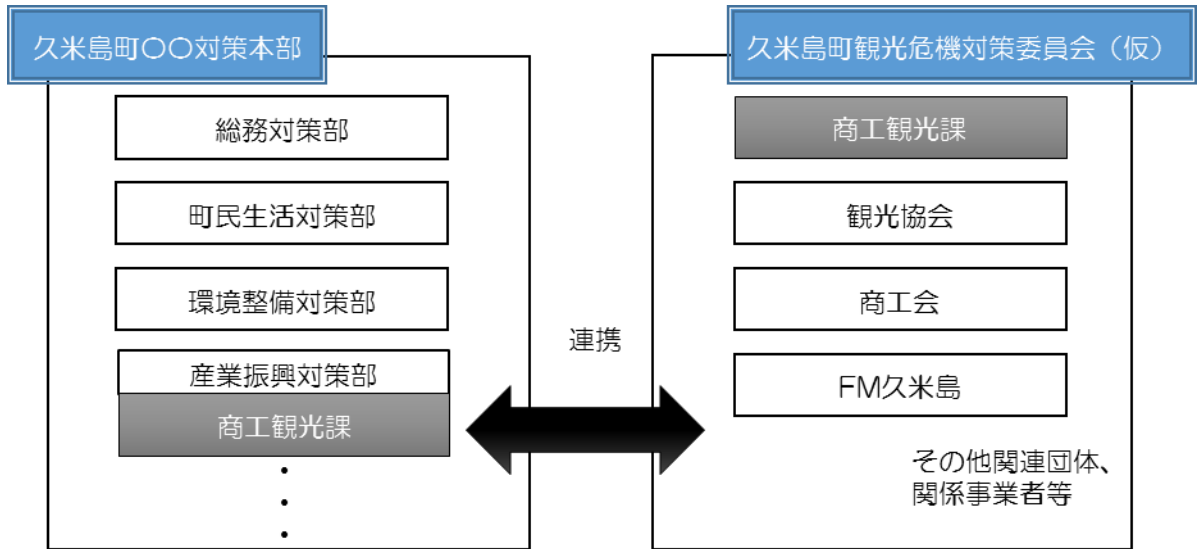 久米島町〇〇対策本部
総務対策部
町民生活対策部
環境整備対策部
産業振興対策部
商工観光課
・
・
・
連携
久米島町観光危機対策委員会（仮）
商工観光課
観光協会
商工会
FM久米島
その他関連団体、
関係事業者等